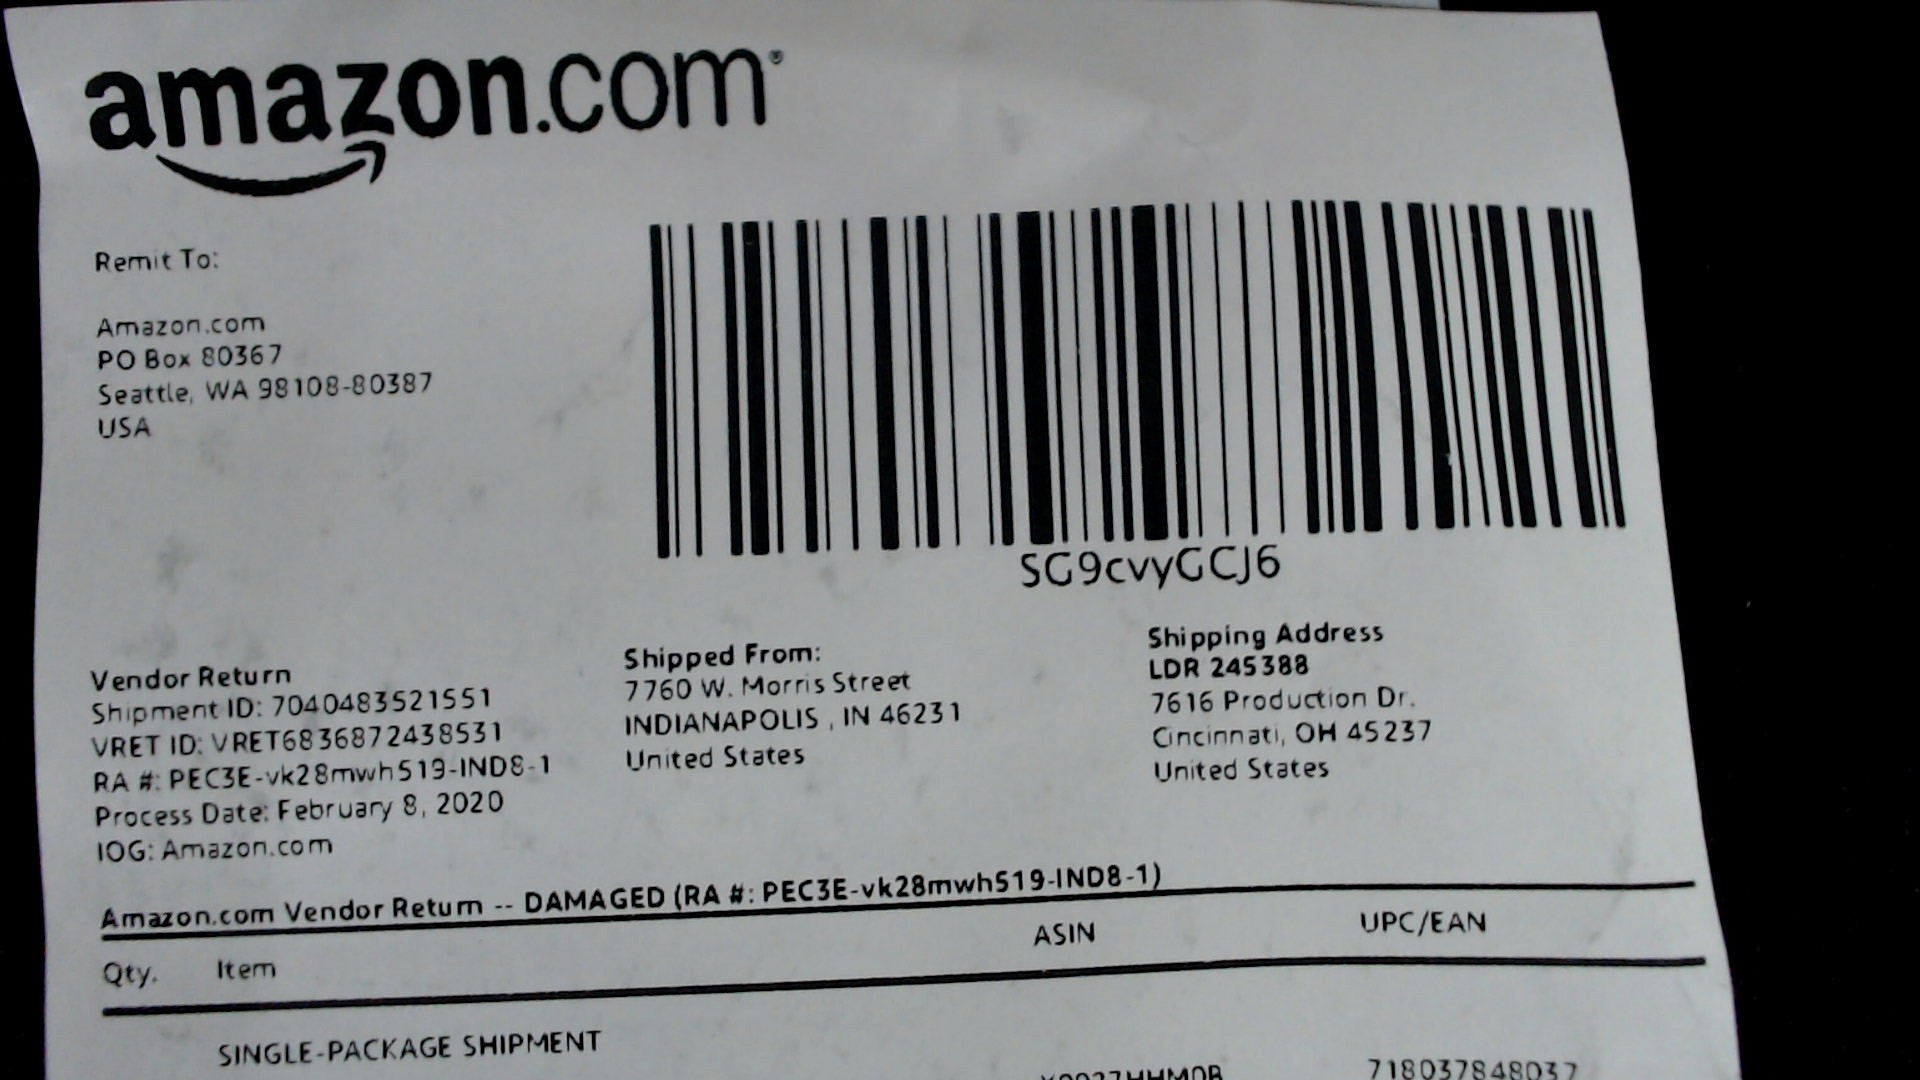 amazon.com®
Remit To:
Amazon.com
PO Box 80367
Seattle, WA 98108-80387
USA
SG9cvyGCJ6
Vendor Return
Shipment ID: 7040483521551
VRET ID: VRET6836872438531
RA #: PEC3E-vk28mwh519-IND8-1
Process Date: February 8, 2020
IOG: Amazon.com
Shipped From:
7760 W. Morris Street
INDIANAPOLIS , IN 46231
United States
Shipping Address
LDR 245388
7616 Production Dr.
Cincinnati, OH 45237
United States
Amazon.com Vendor Return -- DAMAGED (RA #: PEC3E-vk28mwh519-IND8-1)
Qty. Item ASIN UPC/EAN
SINGLE-PACKAGE SHIPMENT
718037848037